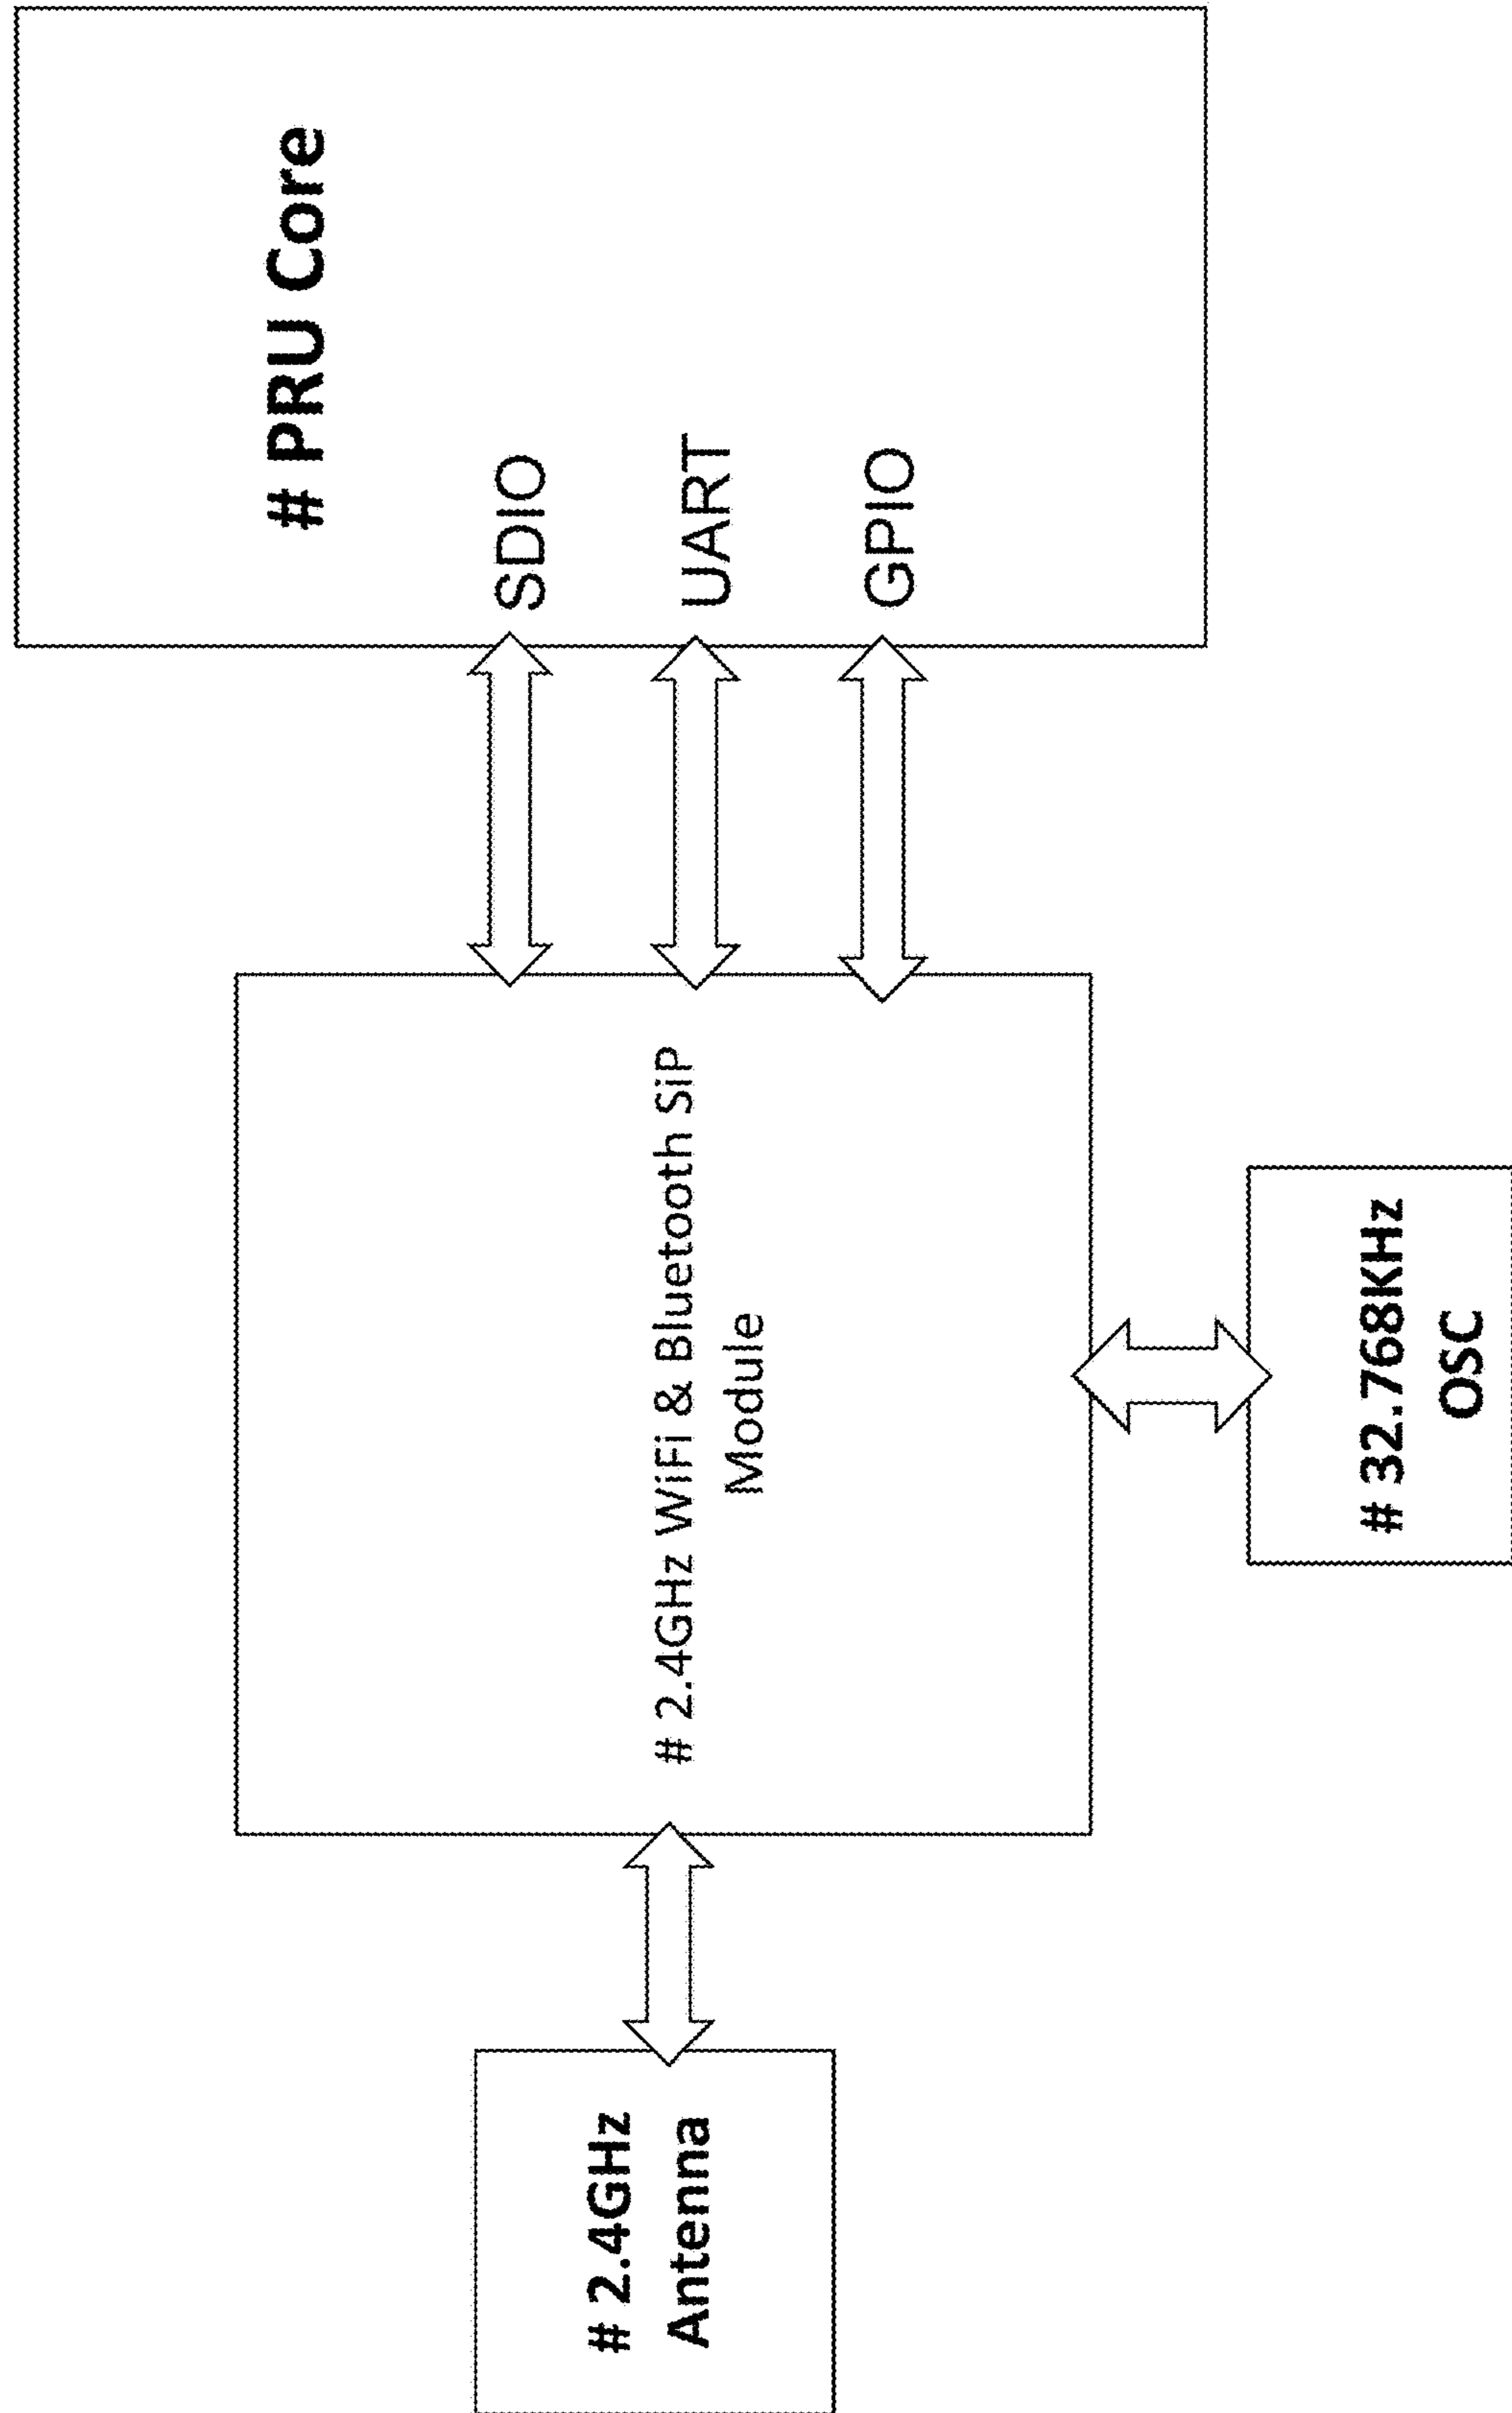 # 2.4GHz
Antenna
# 2.4GHz WiFi & Bluetooth SiP
Module
# PRU Core
SDIO
UART
GPIO
# 32.768KHz
OSC